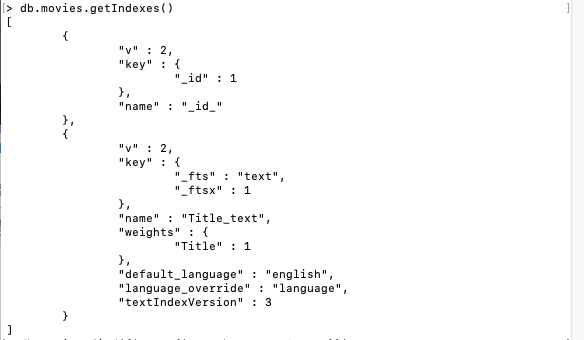 [> db.movies.getIndexes() ]
[
{
"v" : 2,
"key" : {
"_id" : 1
},
"name" : "_id_"
},
{
"v" : 2,
"key" : {
"_fts" : "text",
"_ftsx" : 1
},
"name" : "Title_text",
"weights" : {
"Title" : 1
},
"default_language" : "english",
"language_override" : "language",
"textIndexVersion" : 3
}
]